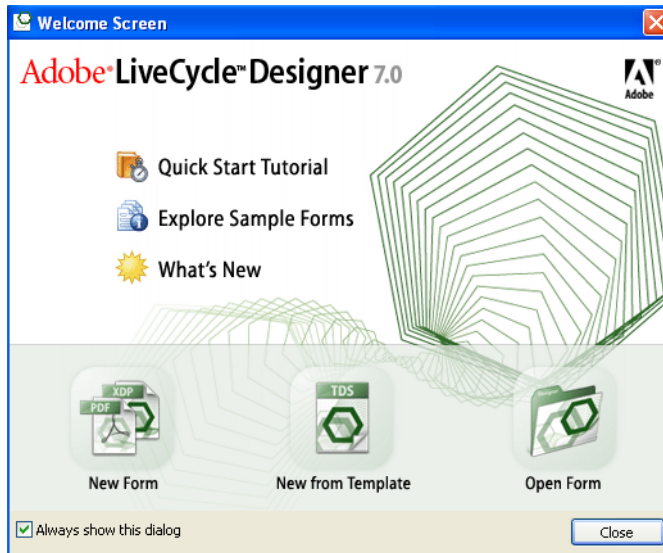 Welcome Screen
Adobe® LiveCycle™ Designer 7.0
Adobe
Quick Start Tutorial
Explore Sample Forms
What's New
XDP
PDF
TDS
New Form
New from Template
Open Form
Always show this dialog
Close